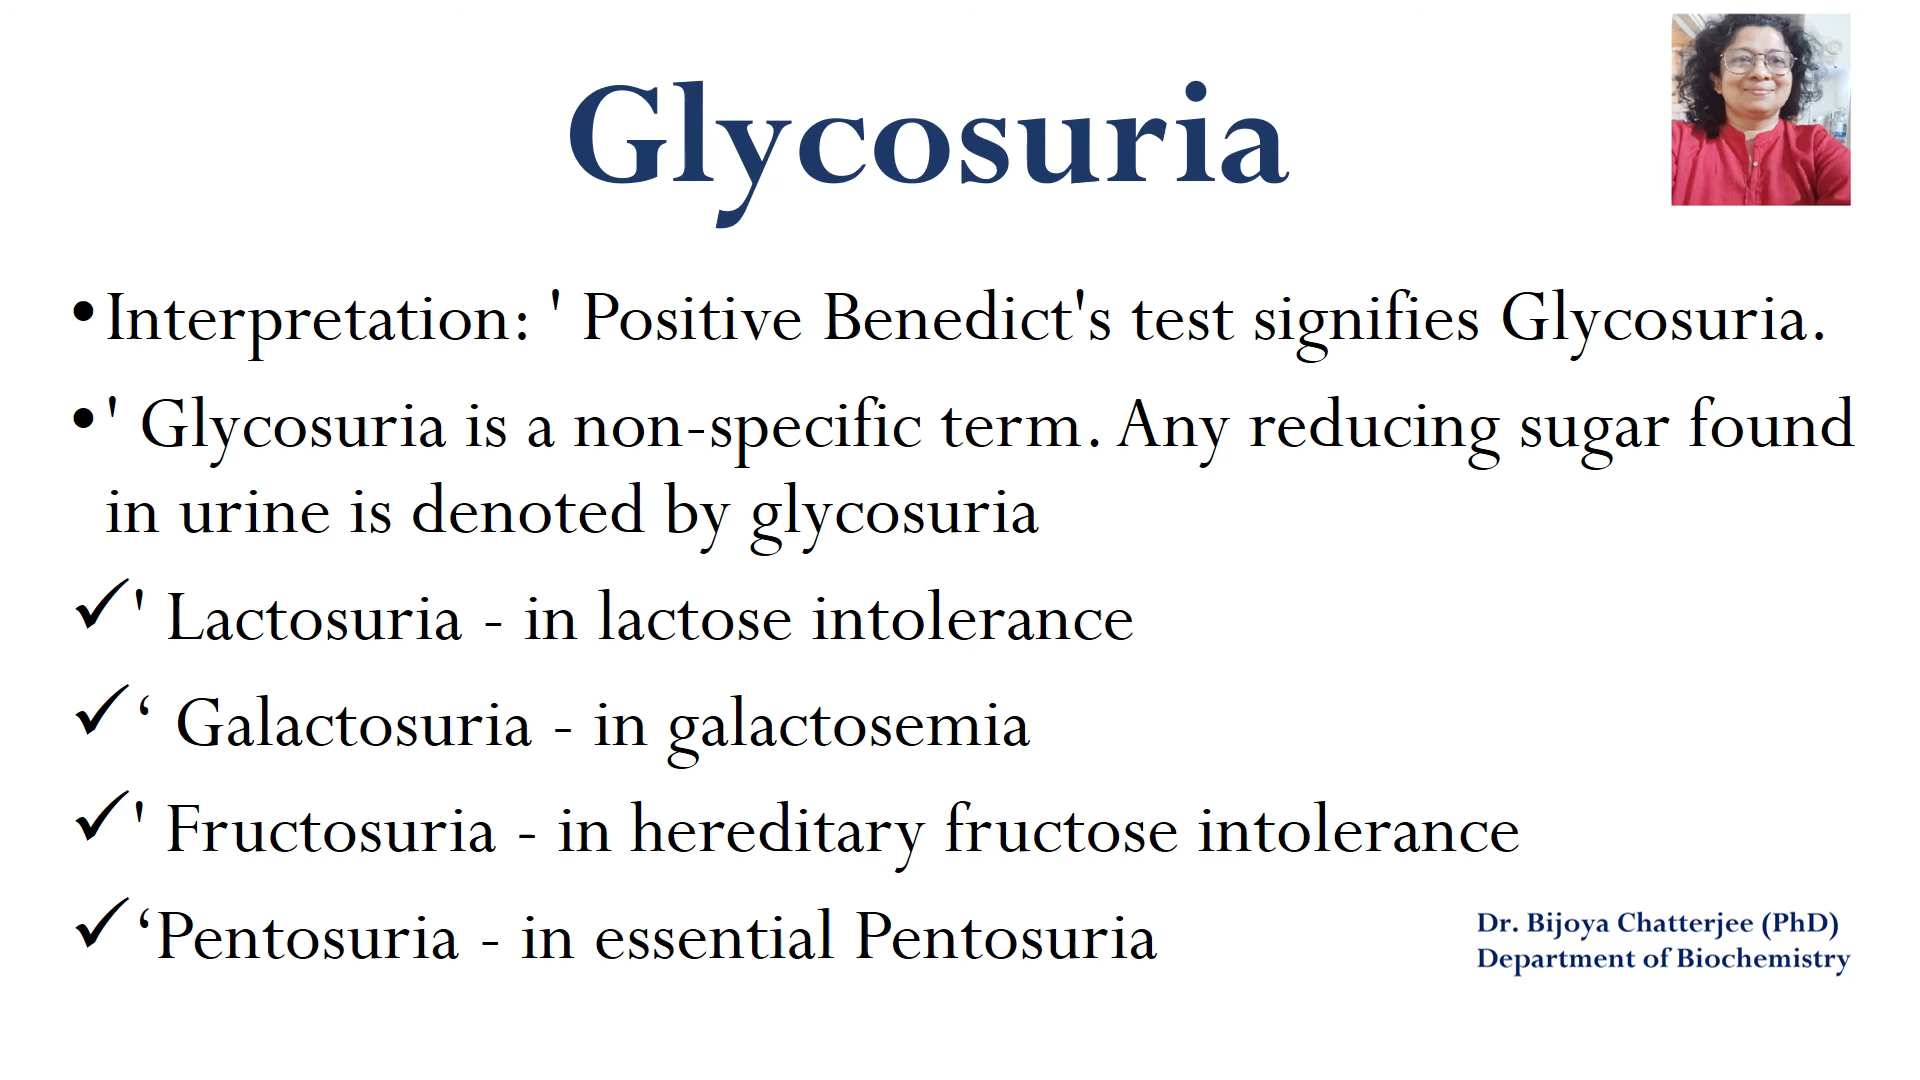 Glycosuria
•Interpretation: ' Positive Benedict's test signifies Glycosuria.
•' Glycosuria is a non-specific term. Any reducing sugar found
in urine is denoted by glycosuria
✓' Lactosuria - in lactose intolerance
✓‘ Galactosuria - in galactosemia
✓' Fructosuria - in hereditary fructose intolerance
✓‘Pentosuria - in essential Pentosuria
Dr. Bijoya Chatterjee (PhD)
Department of Biochemistry